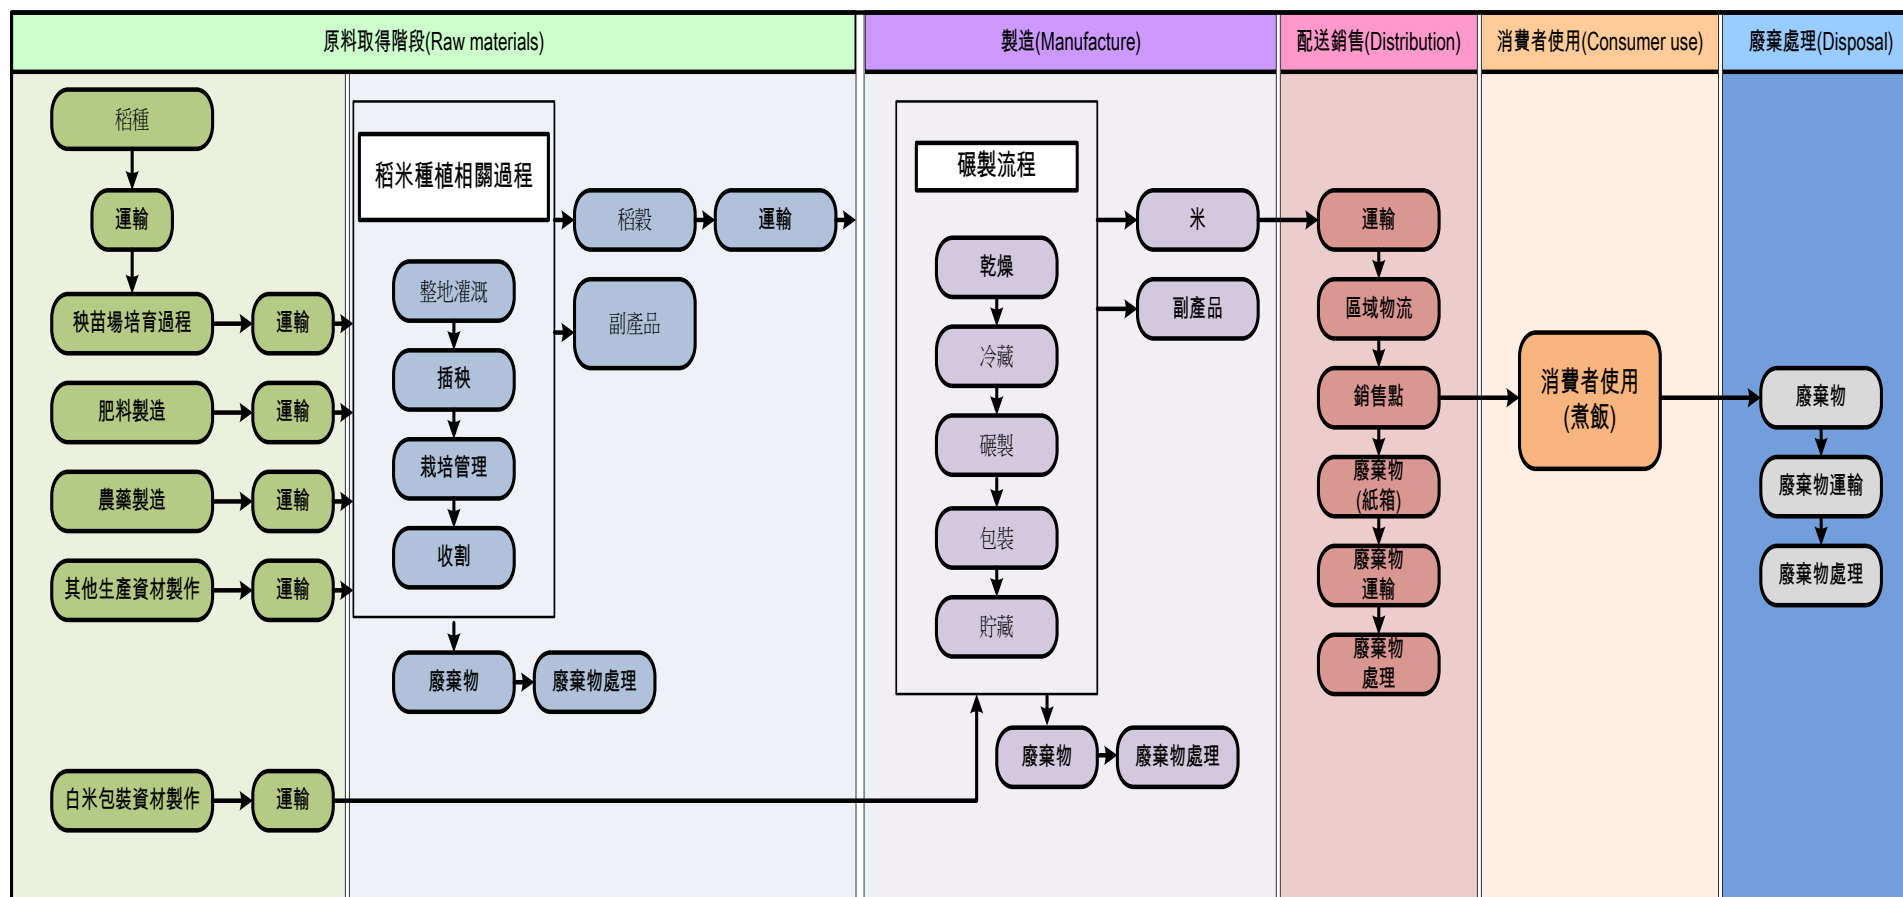 原料取得階段(Raw materials)
製造(Manufacture)
配送銷售(Distribution)
消費者使用(Consumer use)
廢棄處理(Disposal)
稻種
運輸
秧苗場培育過程
運輸
肥料製造
運輸
農藥製造
運輸
其他生產資材製作
運輸
白米包裝資材製作
運輸
稻米種植相關過程
整地灌溉
插秧
栽培管理
收割
廢棄物
廢棄物處理
稻穀
運輸
副產品
碾製流程
乾燥
冷藏
碾製
包裝
貯藏
米
副產品
廢棄物
廢棄物處理
運輸
區域物流
銷售點
廢棄物
(紙箱)
廢棄物
運輸
廢棄物
處理
消費者使用
(煮飯)
廢棄物
廢棄物運輸
廢棄物處理